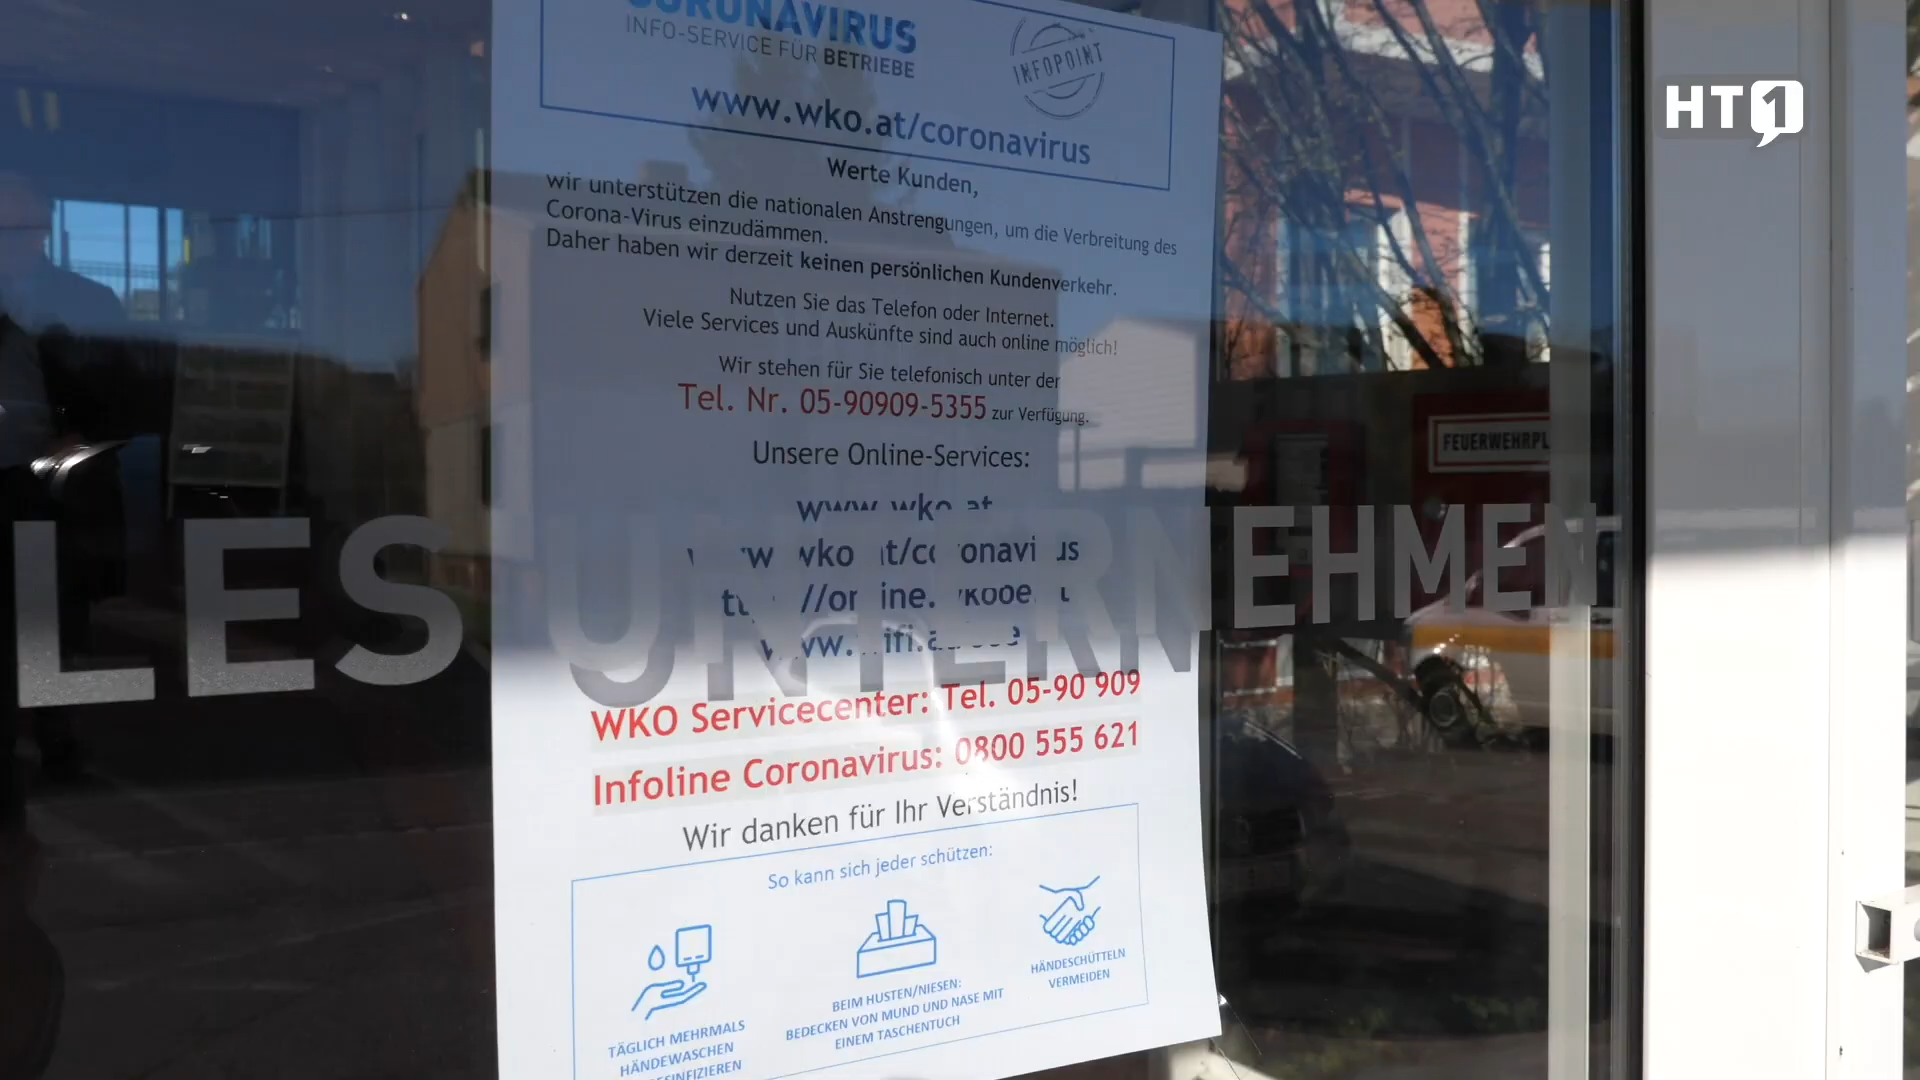 CORONAVIRUS
INFO-SERVICE FÜR BETRIEBE
INFOPOINT
www.wko.at/coronavirus
HT1
Werte Kunden,
wir unterstützen die nationalen Anstrengungen, um die Verbreitung des
Corona-Virus einzudämmen.
Daher haben wir derzeit keinen persönlichen Kundenverkehr.
Nutzen Sie das Telefon oder Internet.
Viele Services und Auskünfte sind auch online möglich!
Wir stehen für Sie telefonisch unter der
Tel. Nr. 05-90909-5355 zur Verfügung.
Unsere Online-Services:
www.wko.at
FEUERWEHRPL
LES UNTERNEHMEN
WKO Servicecenter: Tel. 05-90 909
Infoline Coronavirus: 0800 555 621
Wir danken für Ihr Verständnis!
So kann sich jeder schützen:
TÄGLICH MEHRMALS
HÄNDEWASCHEN
BEIM HUSTEN/NIESEN:
BEDECKEN VON MUND UND NASE MIT
EINEM TASCHENTUCH
HÄNDESCHÜTTELN
VERMEIDEN